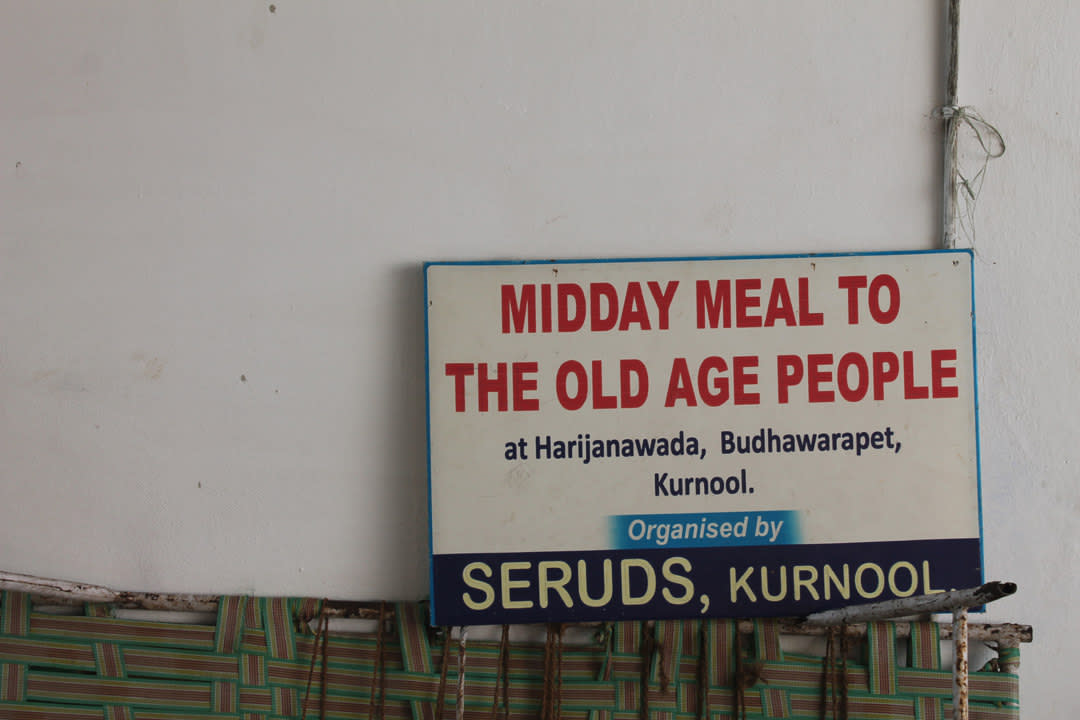 MIDDAY MEAL TO
THE OLD AGE PEOPLE
at Harijanawada, Budhawarapet,
Kurnool.
Organised by
SERUDS, KURNOOL.